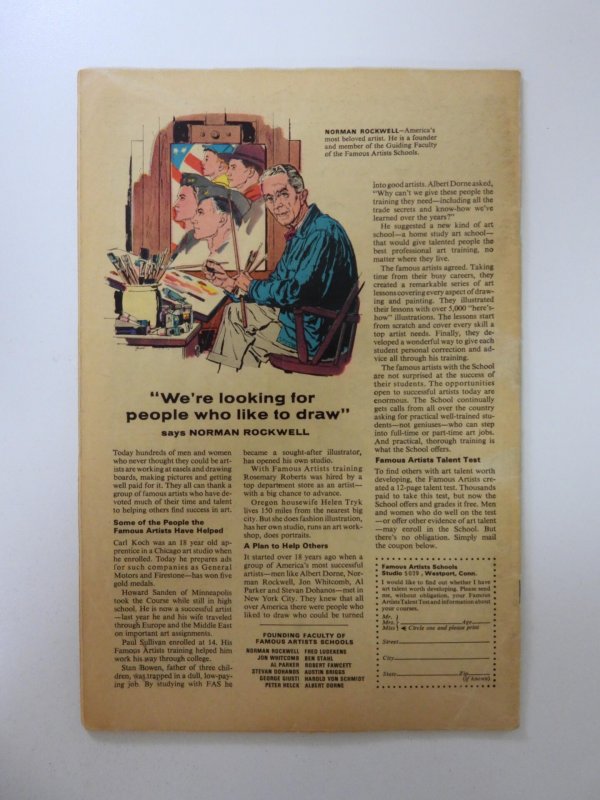 NORMAN ROCKWELL—America's
most beloved artist. He is a founder
and member of the Guiding Faculty
of the Famous Artists Schools.
"We're looking for
people who like to draw"
says NORMAN ROCKWELL
Today hundreds of men and women
who never thought they could be art-
ists are working at easels and drawing
boards, making pictures and getting
well paid for it. They all can thank a
group of famous artists who have de-
voted much of their time and talent
to helping others find success in art.
Some of the People the
Famous Artists Have Helped
Carl Koch was an 18 year old ap-
prentice in a Chicago art studio when
he enrolled. Today he prepares ads
for such companies as General
Motors and Firestone—has won five
gold medals.
Howard Sanden of Minneapolis
took the Course while still in high
school. He is now a successful artist
—last year he and his wife traveled
through Europe and the Middle East
on important art assignments.
Paul Sullivan enrolled at 14. His
Famous Artists training helped him
work his way through college.
Stan Bowen, father of three chil-
dren, was trapped in a dull, low-pay-
ing job. By studying with FAS he
became a sought-after illustrator,
has opened his own studio.
With Famous Artists training
Rosemary Roberts was hired by a
top department store as an artist—
with a big chance to advance.
Oregon housewife Helen Tryk
lives 150 miles from the nearest big
city. But she does fashion illustration,
has her own studio, runs an art work-
shop, does portraits.
A Plan to Help Others
It started over 18 years ago when a
group of America's most successful
artists—men like Albert Dorne, Nor-
man Rockwell, Jon Whitcomb, Al
Parker and Stevan Dohanos—met in
New York City. They knew that all
over America there were people who
liked to draw who could be turned
FOUNDING FACULTY OF
FAMOUS ARTISTS SCHOOLS
NORMAN ROCKWELL FRED LUDEKENS
JON WHITCOMB BEN STAHL
AL PARKER ROBERT FAWCETT
STEVAN DOHANOS AUSTIN BRIGGS
GEORGE GIUSTI HAROLD VON SCHMIDT
PETER HELCK ALBERT DORNE
into good artists. Albert Dorne asked,
"Why can't we give these people the
training they need—including all the
trade secrets and know-how we've
learned over the years?"
He suggested a new kind of art
school—a home study art school—
that would give talented people the
best professional art training, no
matter where they live.
The famous artists agreed. Taking
time from their busy careers, they
created a remarkable series of art
lessons covering every aspect of draw-
ing and painting. They illustrated
their lessons with over 5,000 "here's-
how" illustrations. The lessons start
from scratch and cover every skill a
top artist needs. Finally, they de-
veloped a wonderful way to give each
student personal correction and ad-
vice all through his training.
The famous artists with the School
are not surprised at the success of
their students. The opportunities
open to successful artists today are
enormous. The School continually
gets calls from all over the country
asking for practical well-trained stu-
dents—not geniuses—who can step
into full-time or part-time art jobs.
And practical, thorough training is
what the School offers.
Famous Artists Talent Test
To find others with art talent worth
developing, the Famous Artists cre-
ated a 12-page talent test. Thousands
paid to take this test, but now the
School offers and grades it free. Men
and women who do well on the test
—or offer other evidence of art talent
—may enroll in the School. But
there's no obligation. Simply mail
the coupon below.
Famous Artists Schools
Studio , Westport, Conn.
I would like to find out whether I have
art talent worth developing. Please send
me, without obligation, your Famous
Artists Talent Test and information about
your courses.
Mr.
Mrs. Age
Miss Circle one and please print
Street
City
State Zip
(if known)